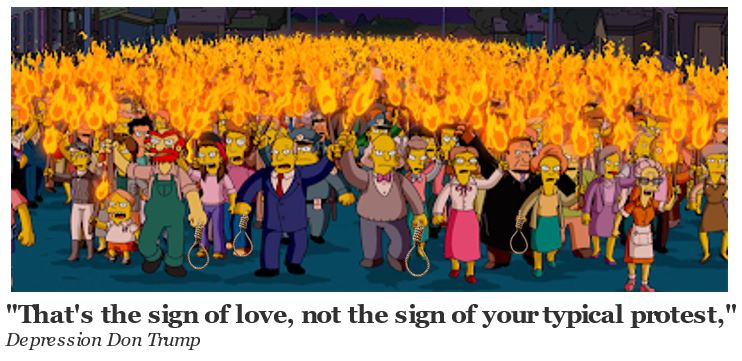 "That's the sign of love, not the sign of your typical protest,"
Depression Don Trump